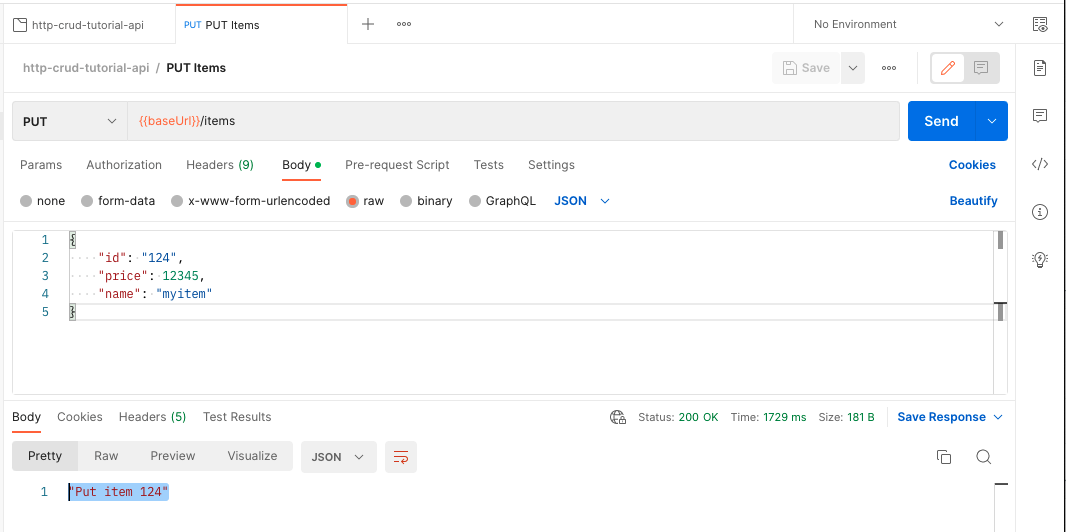 http-crud-tutorial-api
PUT PUT Items
No Environment
http-crud-tutorial-api / PUT Items
Save
PUT
{{baseUrl}}/items
Send
Params Authorization Headers (9) Body Pre-request Script Tests Settings Cookies
none form-data x-www-form-urlencoded raw binary GraphQL JSON Beautify
1 {
2 "id": "124",
3 "price": 12345,
4 "name": "myitem"
5 }
Body Cookies Headers (5) Test Results Status: 200 OK Time: 1729 ms Size: 181 B Save Response
Pretty Raw Preview Visualize JSON
1 "Put item 124"